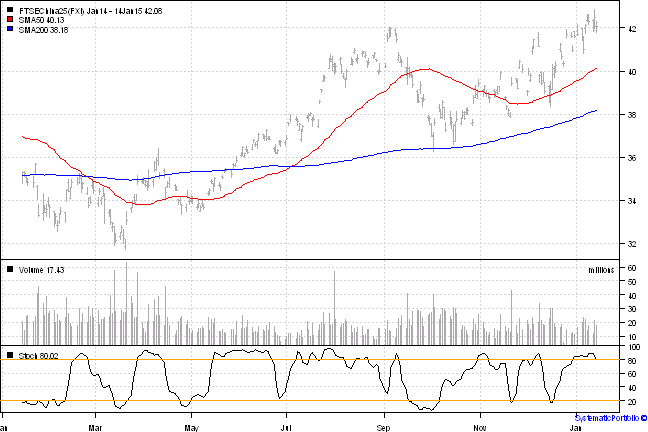 FTSEChina25(FXI) Jan14 - 14Jan15 42.08
SMA50 40.13
SMA200 38.18
42
40
38
36
34
32
Volume 17.43
millions
60
50
40
30
20
10
Stoch 80.02
100
80
60
40
20
an
Mar
May
Jul
Sep
Nov
Jan
SystematicPortfolio ©